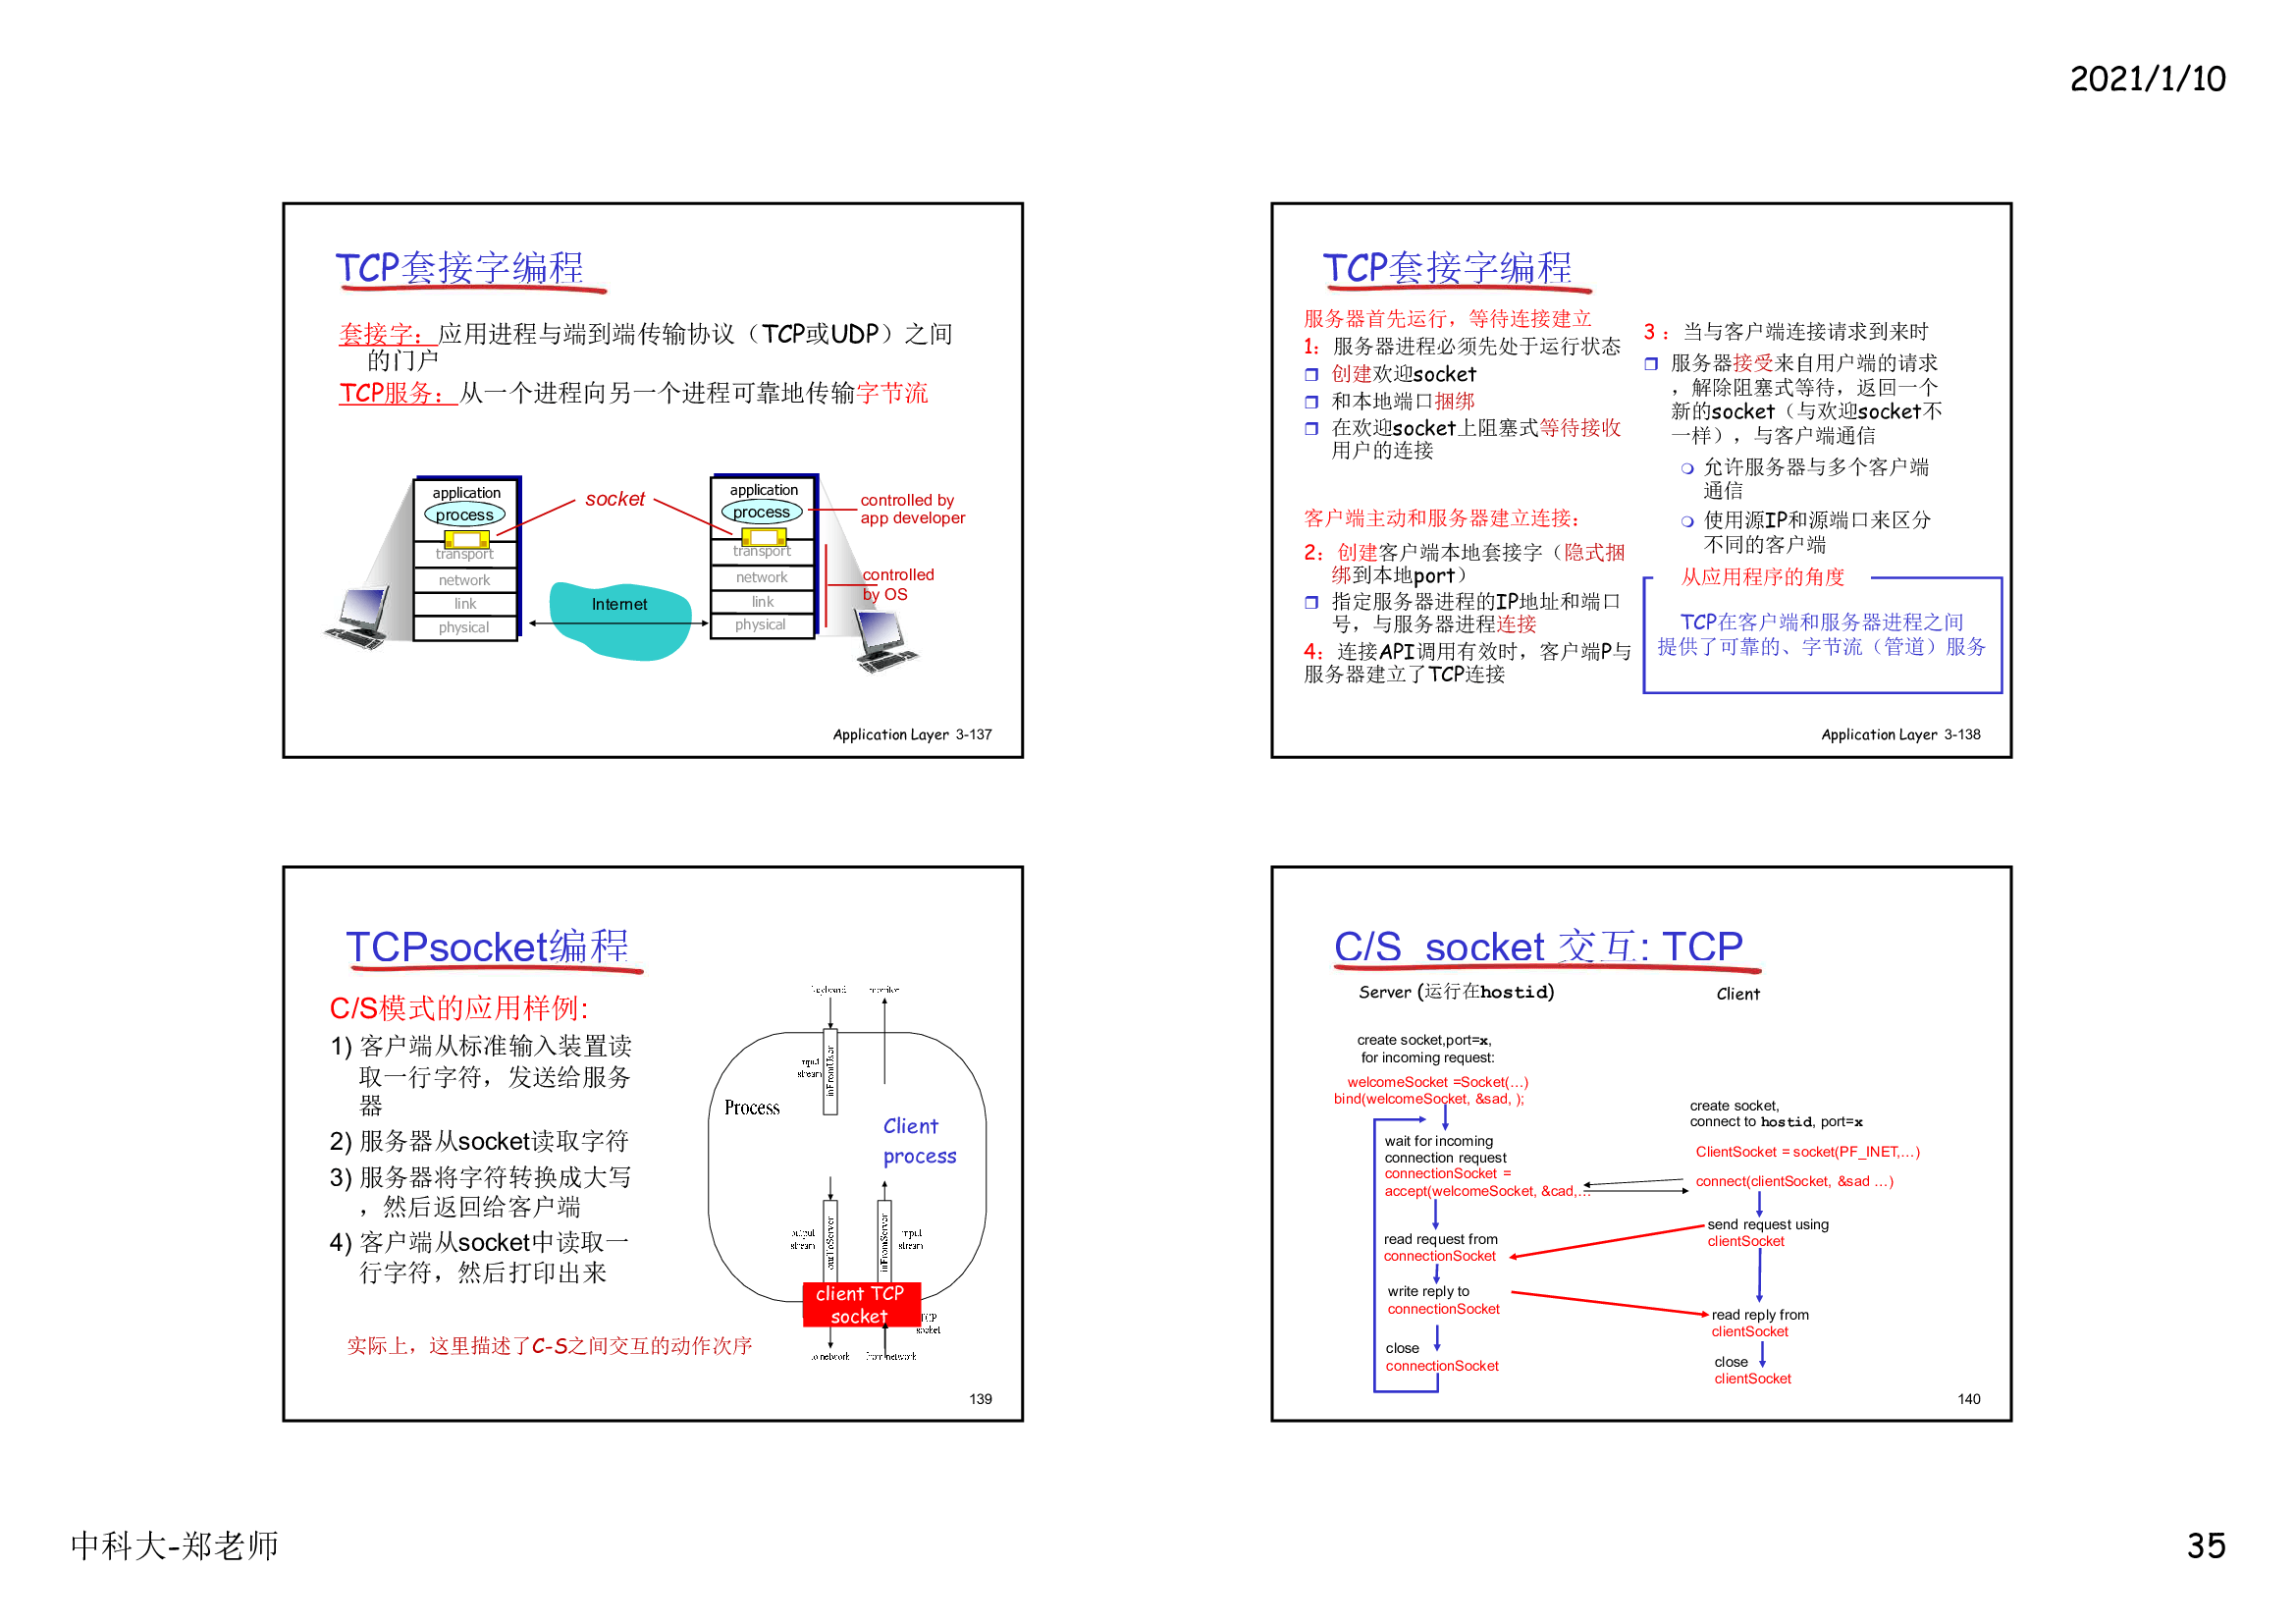 2021/1/10
TCP套接字编程
套接字：应用进程与端到端传输协议（TCP或UDP）之间
的门户
TCP服务：从一个进程向另一个进程可靠地传输字节流
application
process
transport
network
link
physical
socket
Internet
application
process
transport
network
link
physical
controlled by
app developer
controlled
by OS
Application Layer 3-137
TCP套接字编程
服务器首先运行，等待连接建立
1：服务器进程必须先处于运行状态
❒ 创建欢迎socket
❒ 和本地端口捆绑
❒ 在欢迎socket上阻塞式等待接收
用户的连接
客户端主动和服务器建立连接：
2：创建客户端本地套接字（隐式捆
绑到本地port）
❒ 指定服务器进程的IP地址和端口
号，与服务器进程连接
4：连接API调用有效时，客户端P与
服务器建立了TCP连接
3 ：当与客户端连接请求到来时
❒ 服务器接受来自用户端的请求
，解除阻塞式等待，返回一个
新的socket（与欢迎socket不
一样），与客户端通信
❍ 允许服务器与多个客户端
通信
❍ 使用源IP和源端口来区分
不同的客户端
从应用程序的角度
TCP在客户端和服务器进程之间
提供了可靠的、字节流（管道）服务
Application Layer 3-138
TCPsocket编程
C/S模式的应用样例:
1) 客户端从标准输入装置读
取一行字符，发送给服务
器
2) 服务器从socket读取字符
3) 服务器将字符转换成大写
，然后返回给客户端
4) 客户端从socket中读取一
行字符，然后打印出来
实际上，这里描述了C-S之间交互的动作次序
keyboard
monitor
input
stream
inFromUser
Process
Client
process
output
stream
outToServer
inFromServer
input
stream
client TCP
socket
TCP
socket
to network
from network
139
C/S socket 交互: TCP
Server (运行在hostid)
Client
create socket,port=x,
for incoming request:
welcomeSocket =Socket(…)
bind(welcomeSocket, &sad, );
wait for incoming
connection request
connectionSocket =
accept(welcomeSocket, &cad,…
read request from
connectionSocket
write reply to
connectionSocket
close
connectionSocket
create socket,
connect to hostid, port=x
ClientSocket = socket(PF_INET,…)
connect(clientSocket, &sad …)
send request using
clientSocket
read reply from
clientSocket
close
clientSocket
140
中科大-郑老师
35